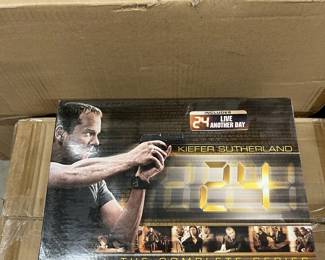 INCLUDES
24 LIVE
ANOTHER DAY
KIEFER SUTHERLAND
24
THE COMPLETE SERIES